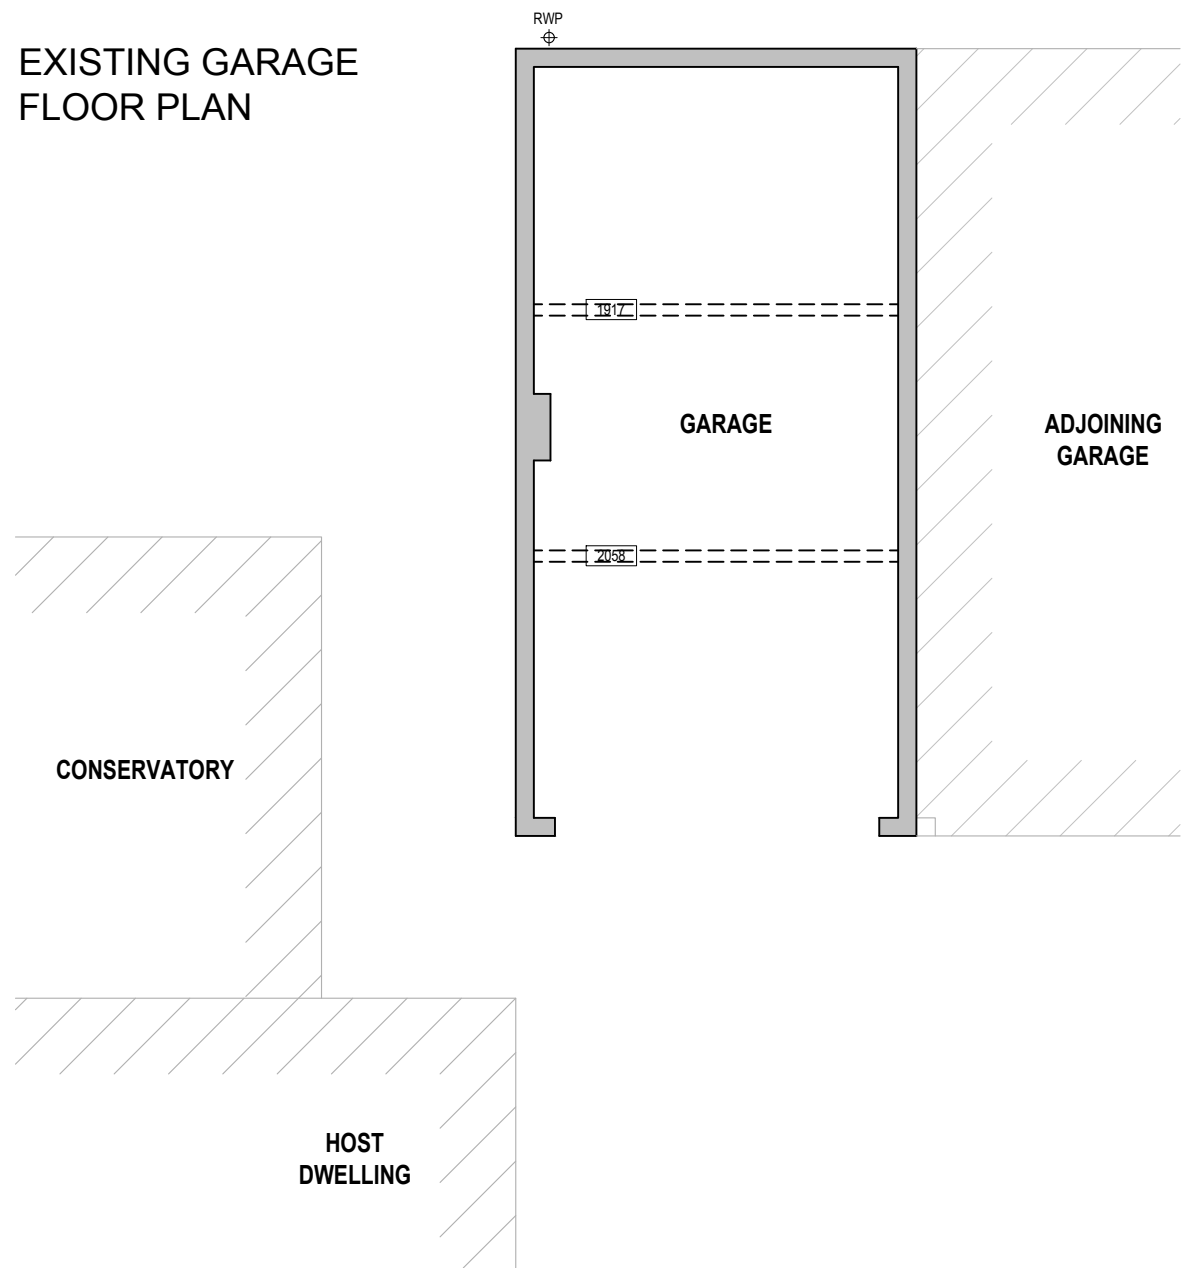 RWP
EXISTING GARAGE
FLOOR PLAN
1917
GARAGE
ADJOINING
GARAGE
2058
CONSERVATORY
HOST
DWELLING